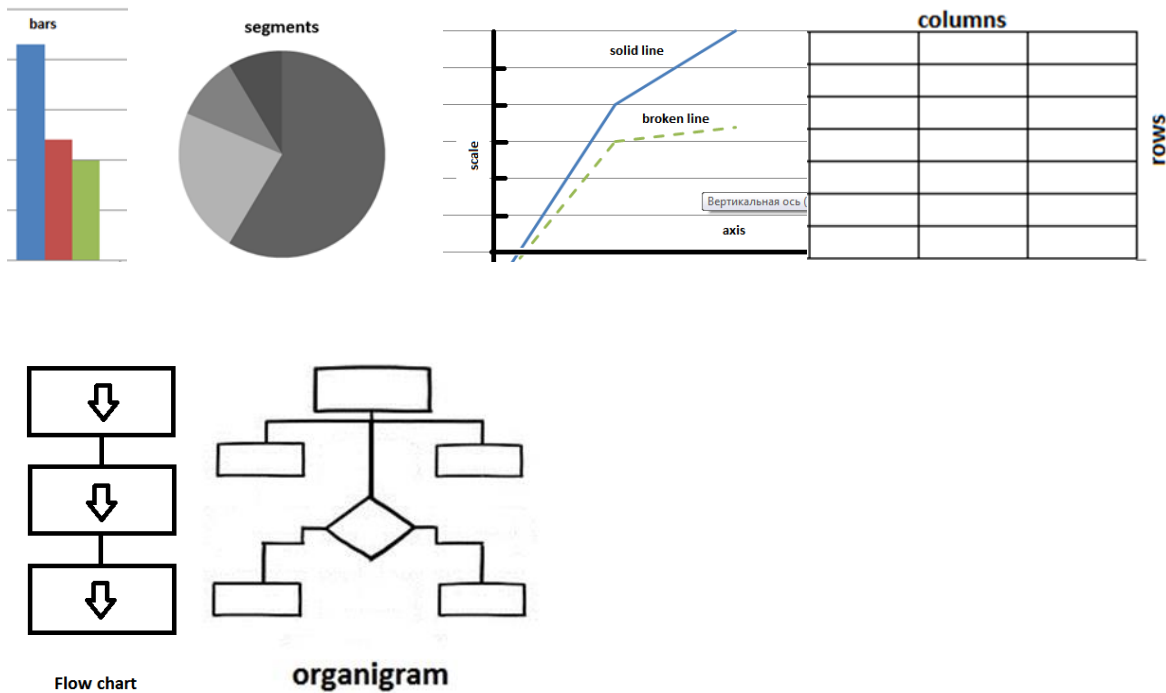 bars
segments
solid line
broken line
scale
Вертикальная ось (
axis
columns
rows
Flow chart
organigram